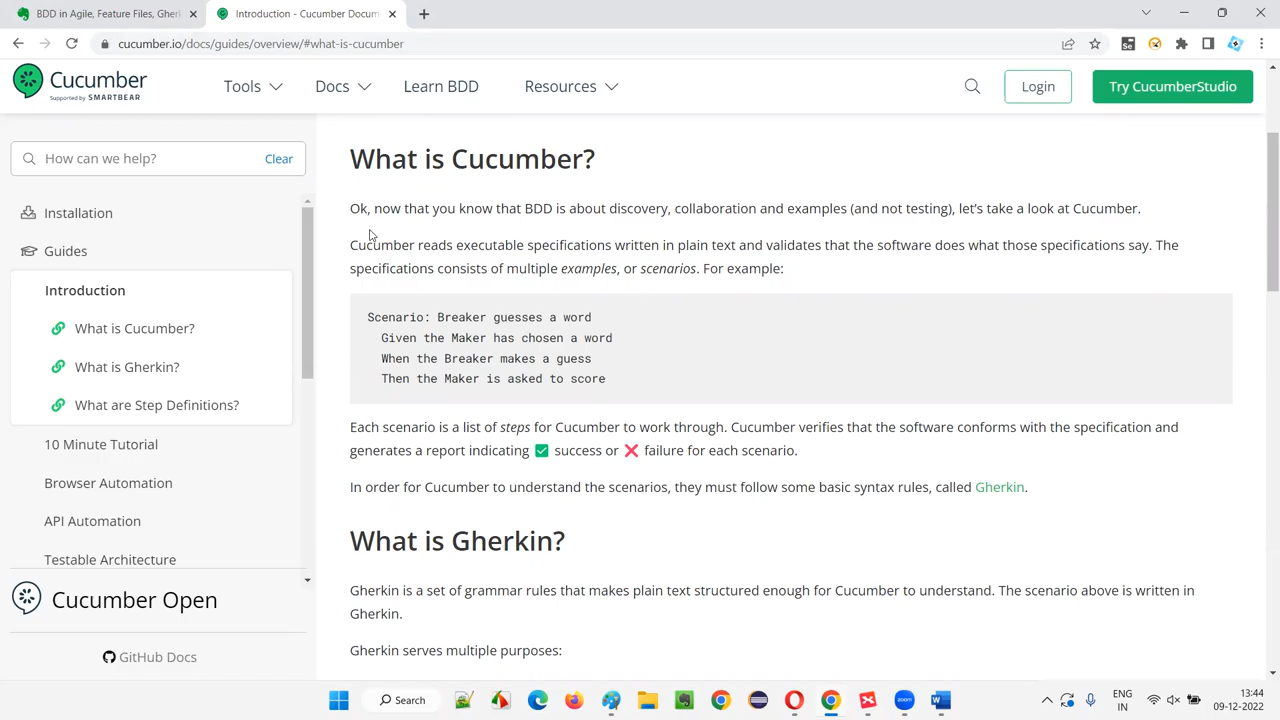 BDD in Agile, Feature Files, Gherk
Introduction - Cucumber Docum
cucumber.io/docs/guides/overview/#what-is-cucumber
Cucumber
Supported by SMARTBEAR
Tools
Docs
Learn BDD
Resources
Login
Try CucumberStudio
How can we help?
Clear
Installation
Guides
Introduction
What is Cucumber?
What is Gherkin?
What are Step Definitions?
10 Minute Tutorial
Browser Automation
API Automation
Testable Architecture
Cucumber Open
GitHub Docs
What is Cucumber?
Ok, now that you know that BDD is about discovery, collaboration and examples (and not testing), let's take a look at Cucumber.
Cucumber reads executable specifications written in plain text and validates that the software does what those specifications say. The
specifications consists of multiple examples, or scenarios. For example:
Scenario: Breaker guesses a word
Given the Maker has chosen a word
When the Breaker makes a guess
Then the Maker is asked to score
Each scenario is a list of steps for Cucumber to work through. Cucumber verifies that the software conforms with the specification and
generates a report indicating ✅ success or ❌ failure for each scenario.
In order for Cucumber to understand the scenarios, they must follow some basic syntax rules, called Gherkin.
What is Gherkin?
Gherkin is a set of grammar rules that makes plain text structured enough for Cucumber to understand. The scenario above is written in
Gherkin.
Gherkin serves multiple purposes:
Search
ENG
IN
13:44
09-12-2022